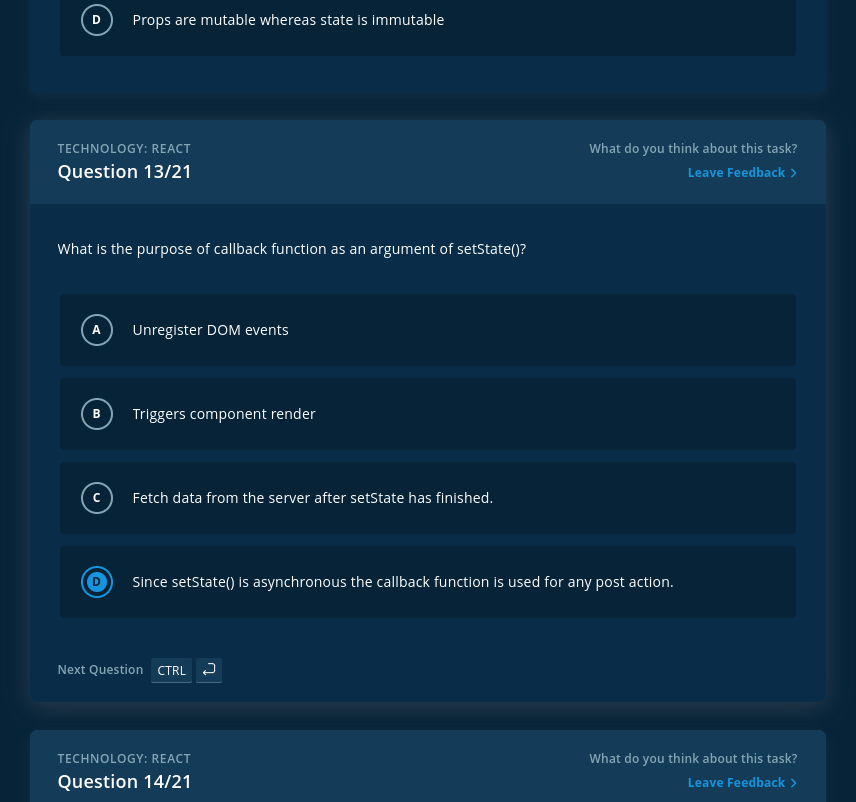 D Props are mutable whereas state is immutable
TECHNOLOGY: REACT What do you think about this task?
Question 13/21 Leave Feedback >
What is the purpose of callback function as an argument of setState()?
A Unregister DOM events
B Triggers component render
C Fetch data from the server after setState has finished.
D Since setState() is asynchronous the callback function is used for any post action.
Next Question CTRL
TECHNOLOGY: REACT What do you think about this task?
Question 14/21 Leave Feedback >